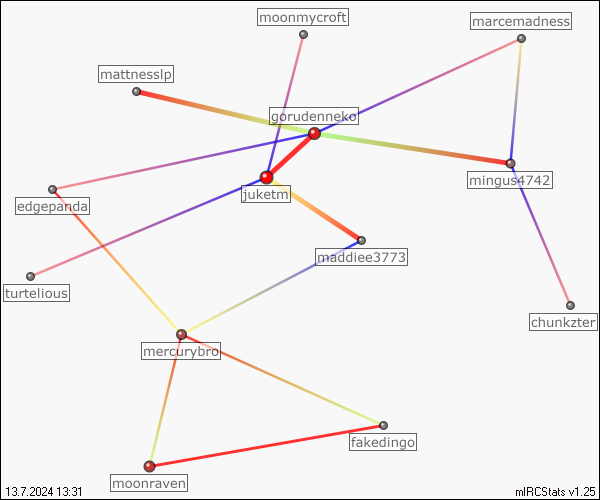 moonmycroft
marcemadness
mattnesslp
gorudenneko
mingus4742
juketm
edgepanda
maddiee3773
turtelious
chunkzter
mercurybro
fakedingo
moonraven
13.7.2024 13:31
mIRCStats v1.25